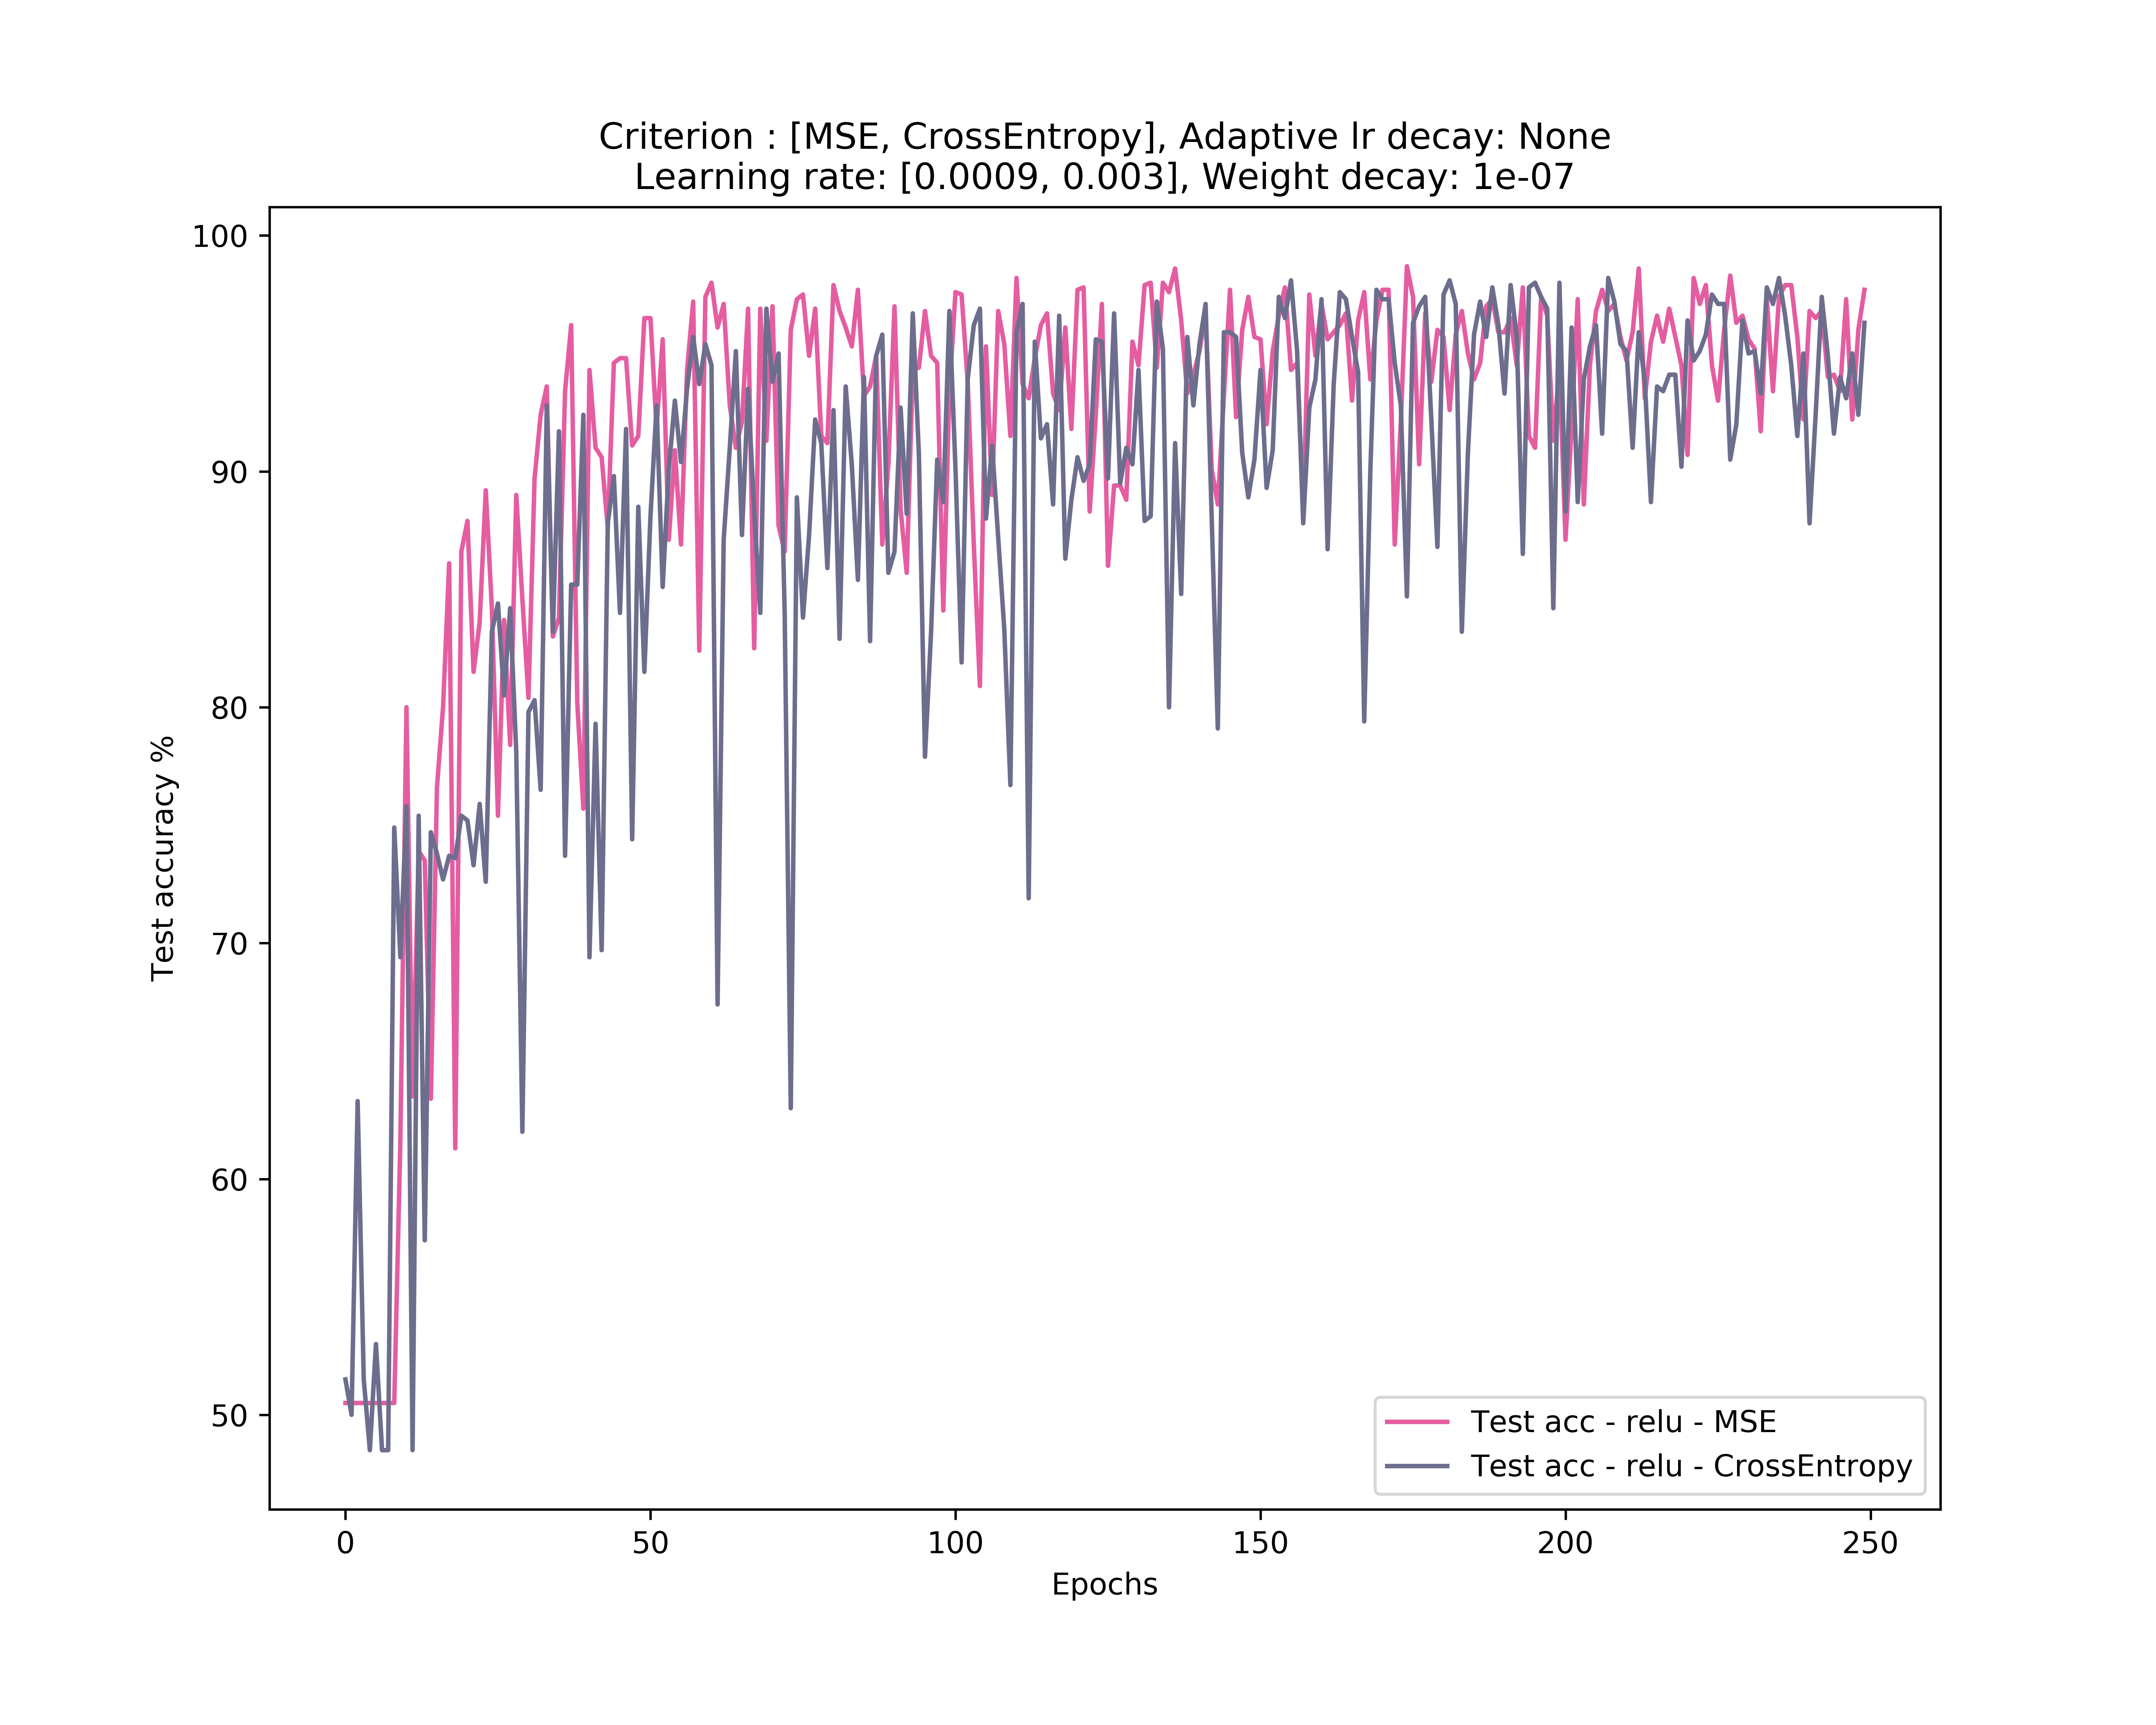 Criterion : [MSE, CrossEntropy], Adaptive lr decay: None
Learning rate: [0.0009, 0.003], Weight decay: 1e-07
100
90
80
70
60
50
Test accuracy %
0
50
100
150
200
250
Epochs
Test acc - relu - MSE
Test acc - relu - CrossEntropy